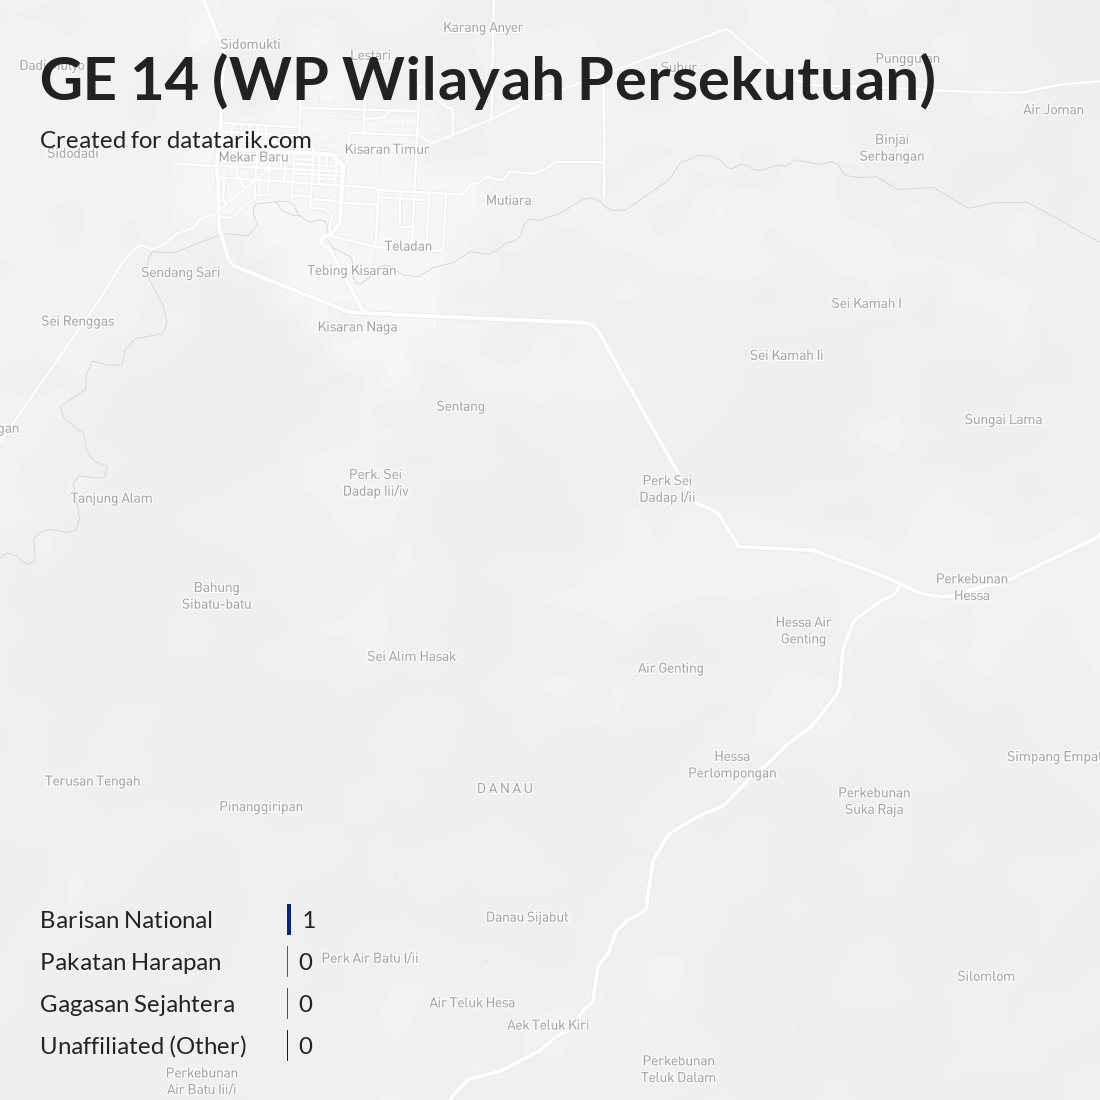 Karang Anyer
Sidomukti
Lestari
Punggulan
Subur
GE 14 (WP Wilayah Persekutuan)
Air Joman
Created for datatarik.com
Binjai
Serbangan
Sidodadi
Mekar Baru
Kisaran Timur
Mutiara
Teladan
Sendang Sari
Tebing Kisaran
Sei Kamah I
Sei Renggas
Kisaran Naga
Sei Kamah Ii
Sentang
Sungai Lama
gan
Perk. Sei
Dadap Iii/iv
Perk Sei
Dadap I/ii
Tanjung Alam
Perkebunan
Hessa
Bahung
Sibatu-batu
Hessa Air
Genting
Sei Alim Hasak
Air Genting
Hessa
Perlompongan
Simpang Empat
Terusan Tengah
DANAU
Perkebunan
Suka Raja
Pinanggiripan
Barisan National 1
Danau Sijabut
Pakatan Harapan 0
Perk Air Batu I/ii
Silomlom
Gagasan Sejahtera 0
Air Teluk Hesa
Aek Teluk Kiri
Unaffiliated (Other) 0
Perkebunan
Teluk Dalam
Perkebunan
Air Batu Iii/i